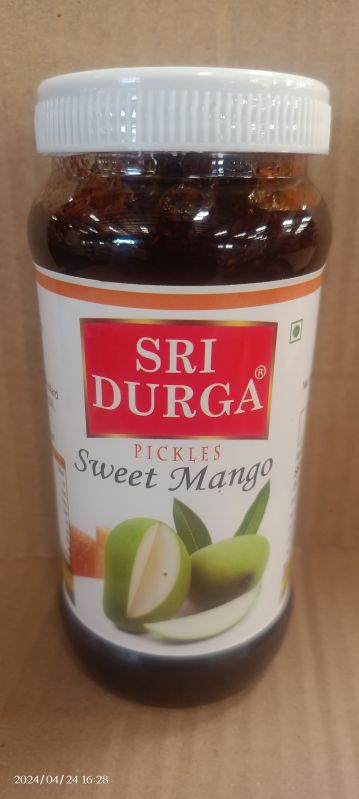 SRI
DURGA®
PICKLES
Sweet Mango
2024/04/24 16:28